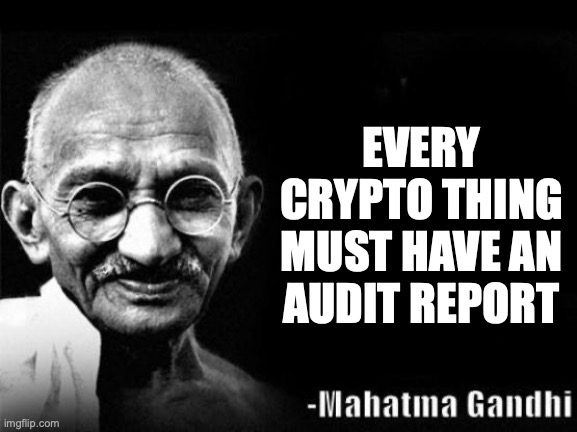 EVERY
CRYPTO THING
MUST HAVE AN
AUDIT REPORT
-Mahatma Gandhi
imgflip.com